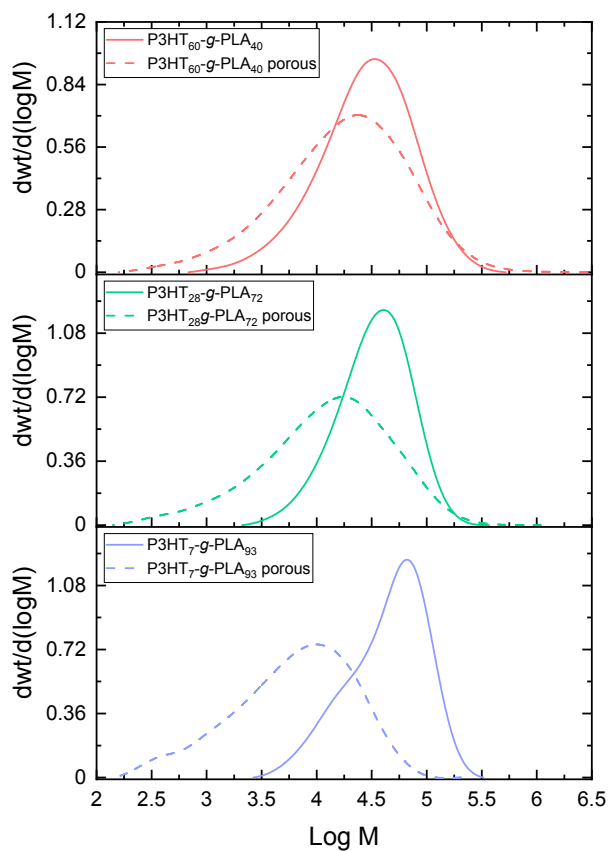 1.12
0.84
0.56
0.28
0
dwt/d(logM)
P3HT₆₀-g-PLA₄₀
P3HT₆₀-g-PLA₄₀ porous
1.08
0.72
0.36
0
dwt/d(logM)
P3HT₂₈-g-PLA₇₂
P3HT₂₈g-PLA₇₂ porous
1.08
0.72
0.36
0
dwt/d(logM)
P3HT₇-g-PLA₉₃
P3HT₇-g-PLA₉₃ porous
2 2.5 3 3.5 4 4.5 5 5.5 6 6.5
Log M